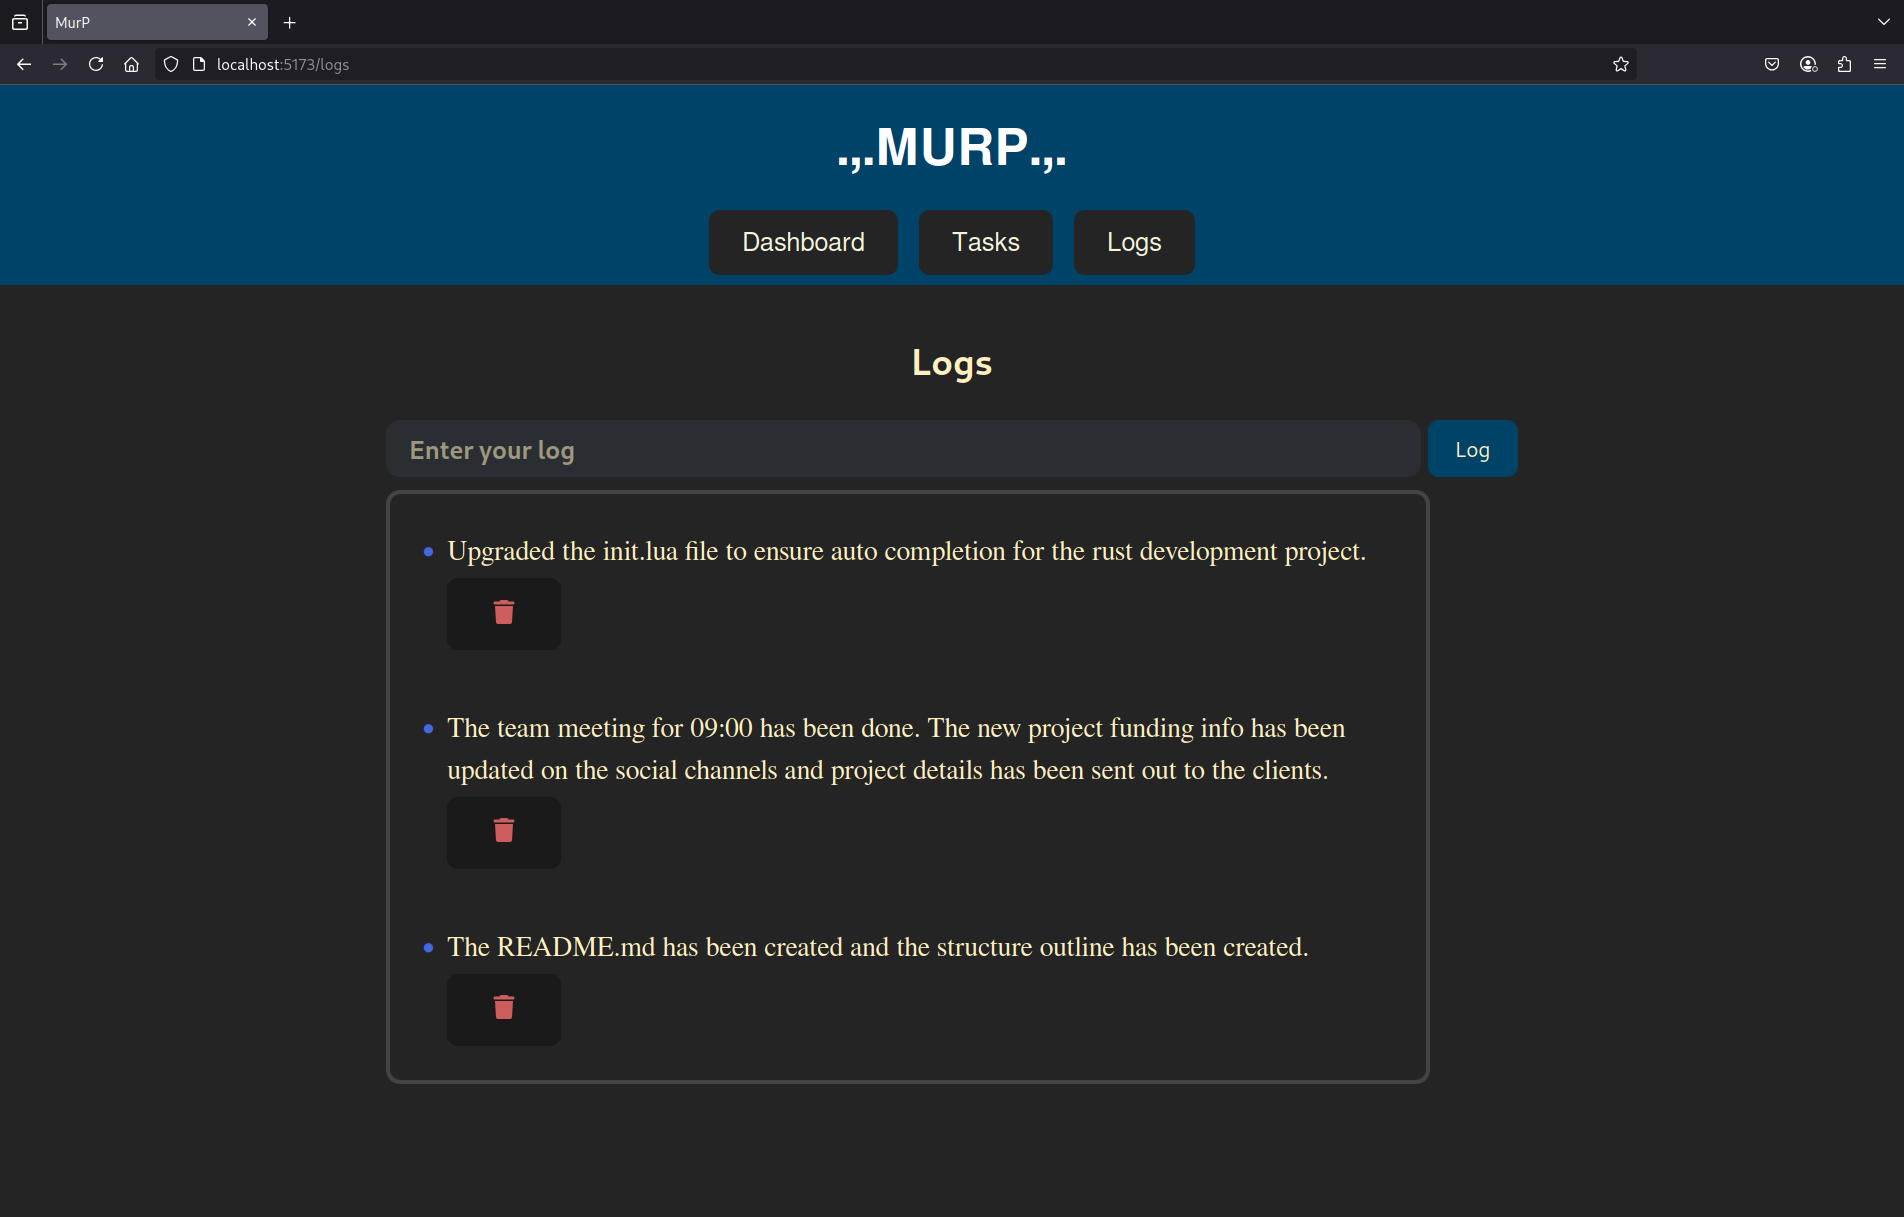 MurP
localhost:5173/logs
.,.MURP.,.
Dashboard Tasks Logs
Logs
Enter your log Log
Upgraded the init.lua file to ensure auto completion for the rust development project.
The team meeting for 09:00 has been done. The new project funding info has been
updated on the social channels and project details has been sent out to the clients.
The README.md has been created and the structure outline has been created.